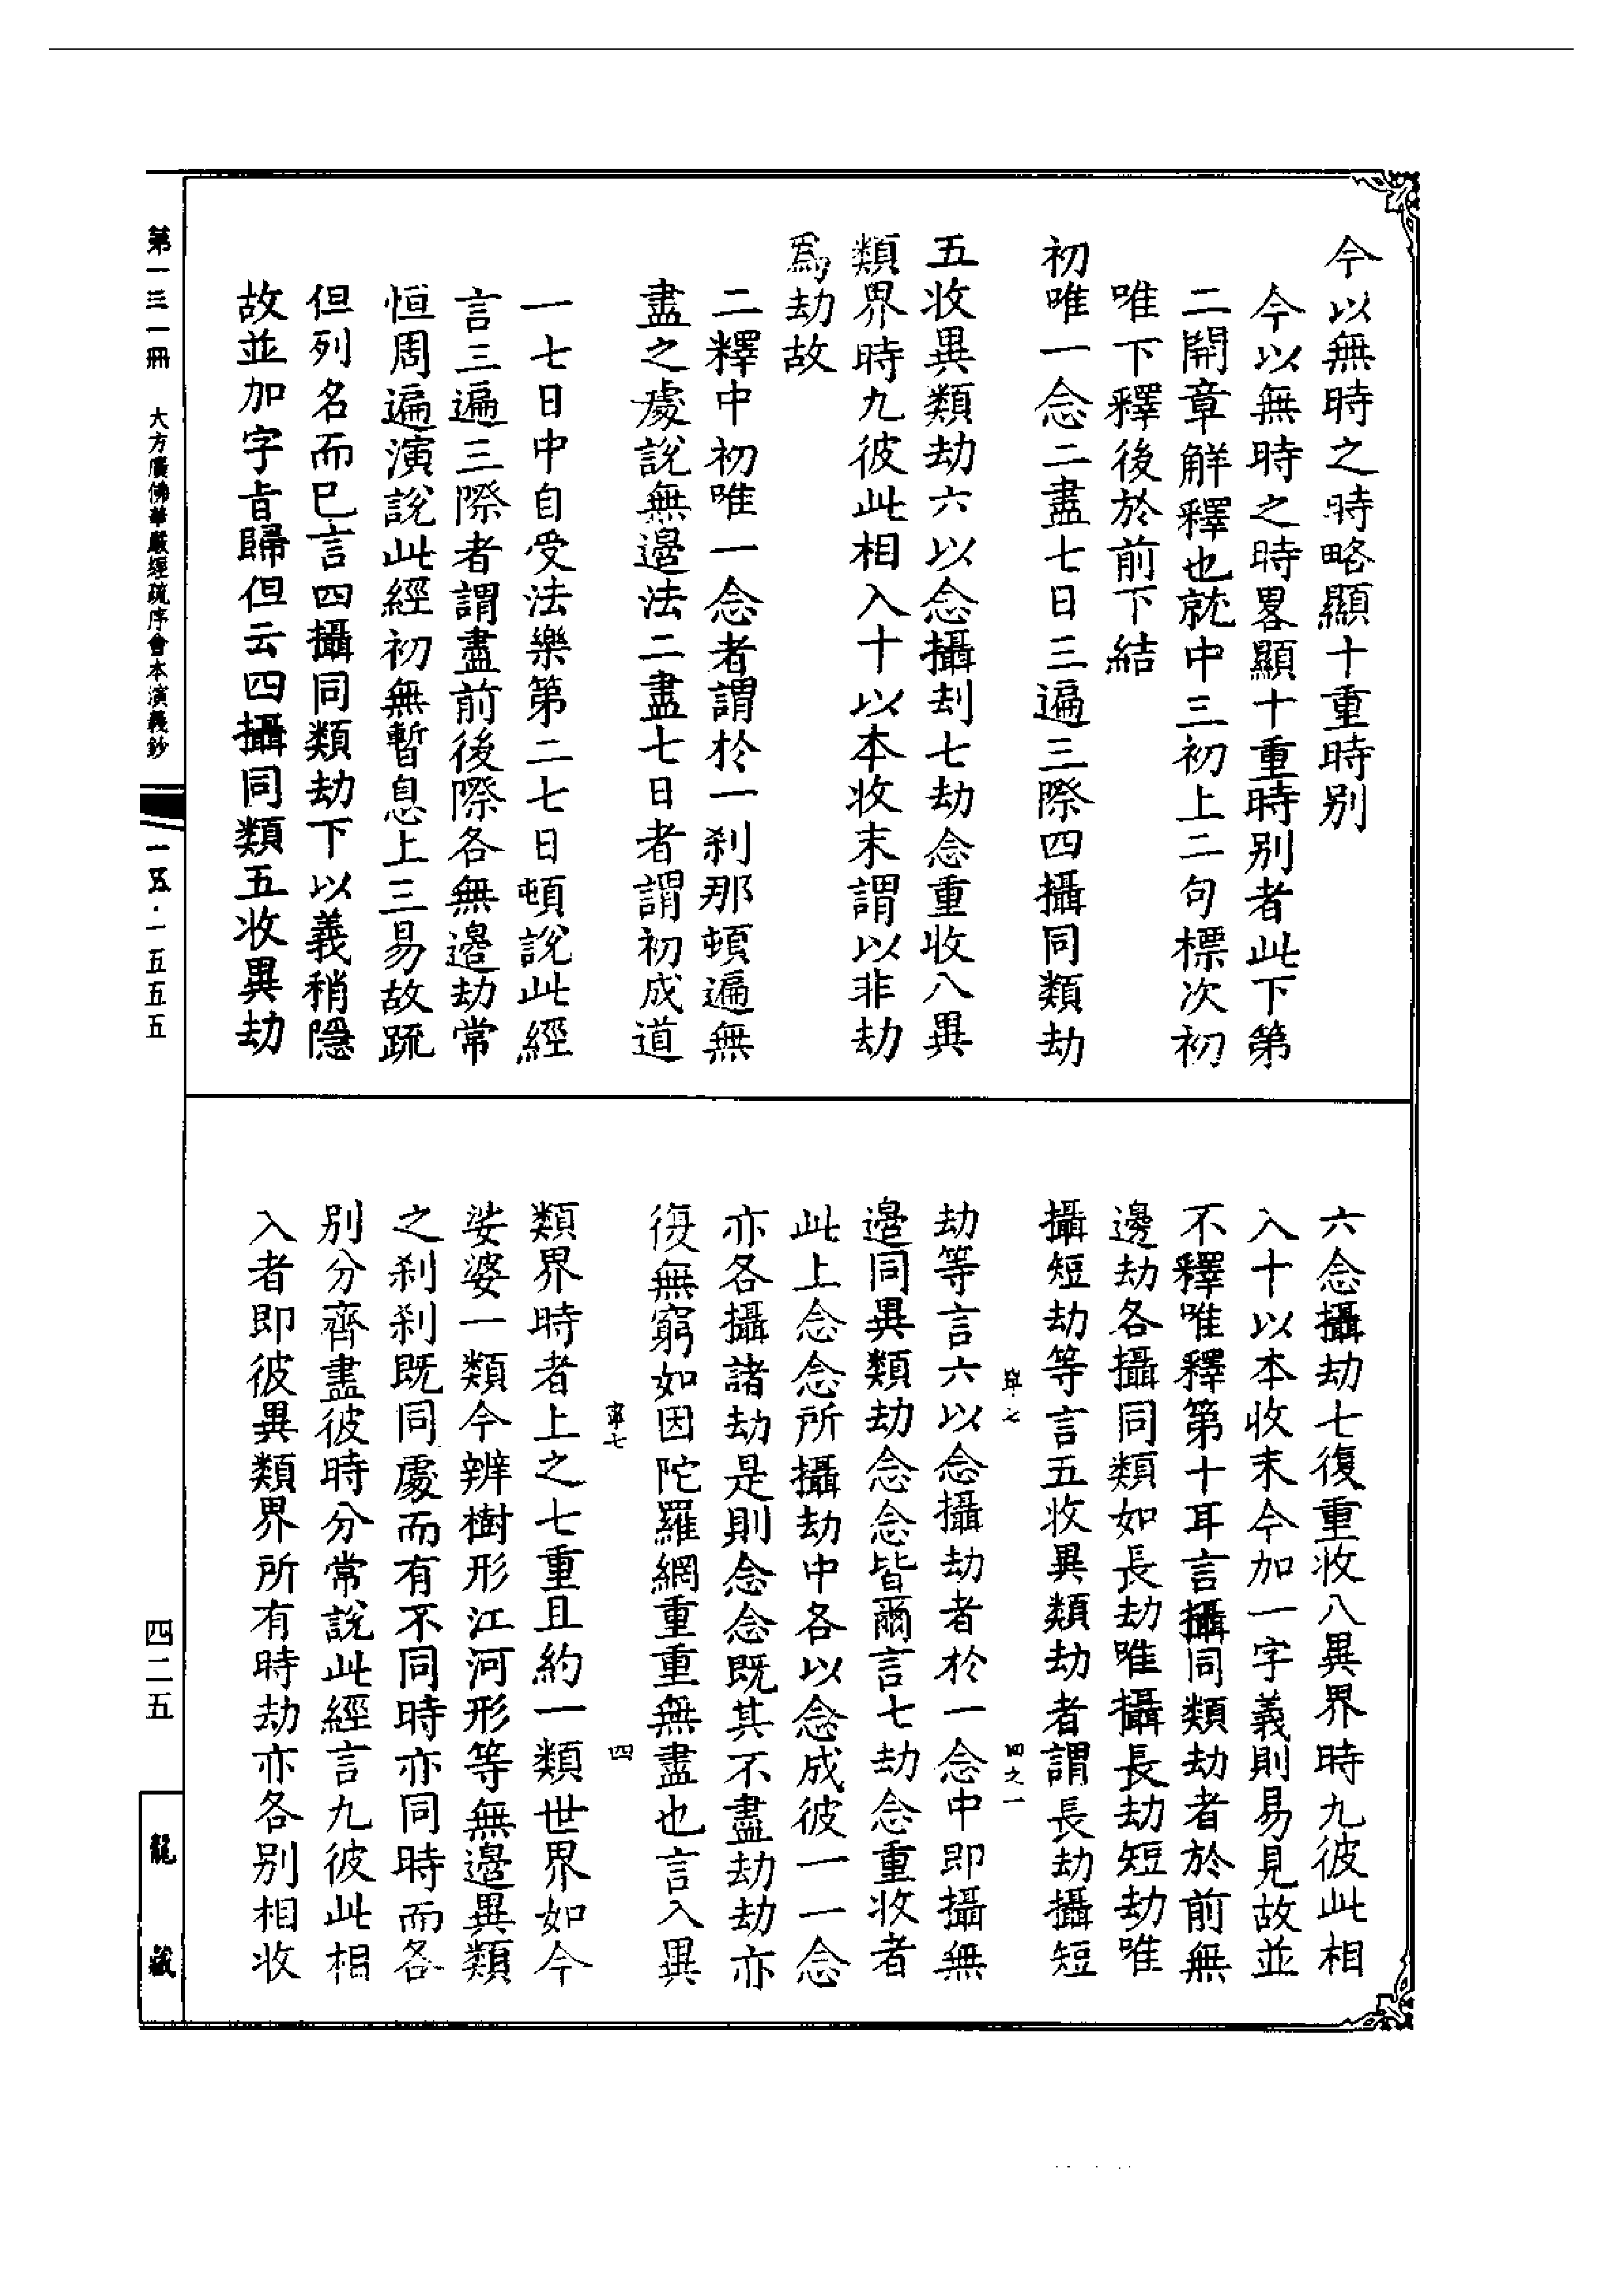 今以無時之時略顯十重時别
今以無時之時畧顯十重時别者此下第
二開章解釋也就中三初上二句標次初
唯下釋後於前下結
初唯一念二盡七日三遍三際四攝同類劫
五收異類劫六以念攝刦七劫念重收八異
類界時九彼此相入十以本收末謂以非劫
爲劫故
二釋中初唯一念者謂於一刹那頓遍無
盡之處說無邊法二盡七日者謂初成道
一七日中自受法樂第二七日頓説此經
言三遍三際者謂盡前後際各無邊劫常
恒周遍演說此經初無暫息上三易故䟽
但列名而已言四攝同類劫下以義稍隱
故並加字旨歸但云四攝同類五收異劫
六念攝劫七復重收八異界時九彼此相
入十以本收末今加一字義則易見故並
不釋唯釋第十耳言攝同類劫者於前無
邊劫各攝同類如長劫唯攝長劫短劫唯
攝短劫等言五收異類劫者謂長劫攝短
劫等言六以念攝劫者於一念中即攝無
邊同異類劫念念皆爾言七劫念重收者
此上念念所攝劫中各以念成彼一一念
亦各攝諸劫是則念念既其不盡劫劫亦
復無窮如因陀羅網重重無盡也言入異
類界時者上之七重且約一類世界如今
娑婆一類今辨樹形江河形等無邊異類
之刹刹既同處而有不同時亦同時而各
别分齊盡彼時分常說此經言九彼此相
入者即彼異類界所有時劫亦各别相收
四之一
四
第一三一冊 大方廣佛華嚴經疏序會本演義鈔
一五·一五五五
四二五
龍藏